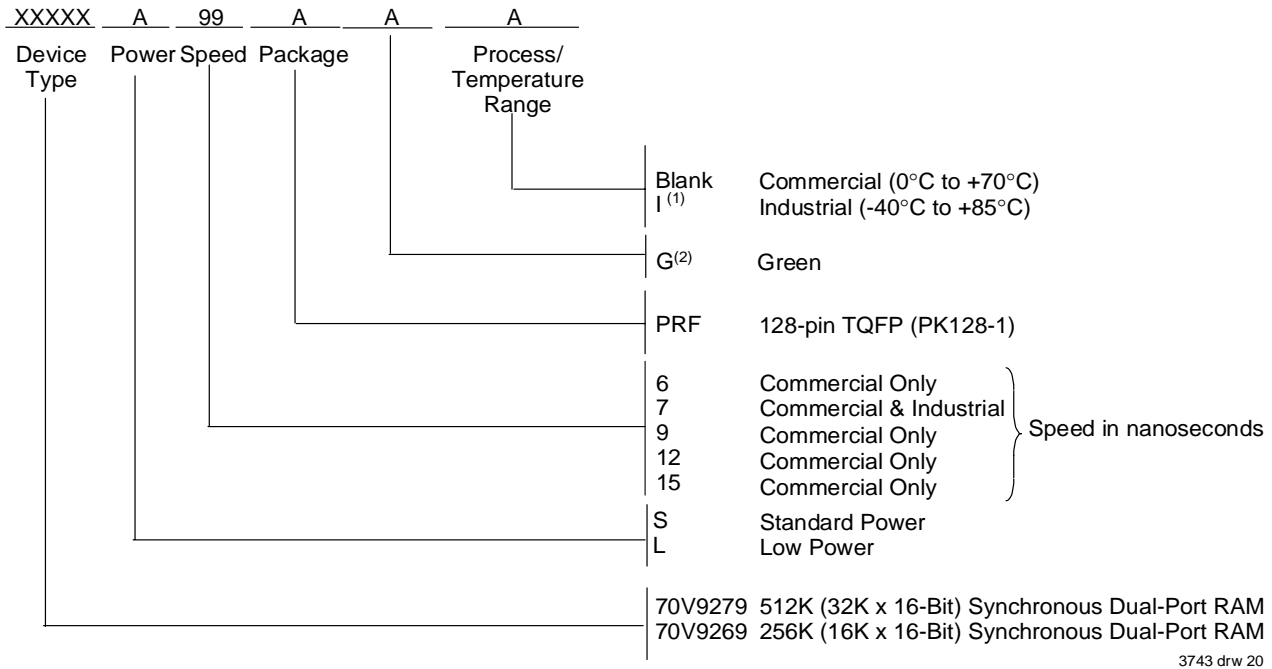 XXXXX A 99 A A A
Device Type Power Speed Package Process/ Temperature Range
Blank Commercial (0°C to +70°C)
I (1) Industrial (-40°C to +85°C)
G(2) Green
PRF 128-pin TQFP (PK128-1)
6 Commercial Only
7 Commercial & Industrial
9 Commercial Only
12 Commercial Only
15 Commercial Only
Speed in nanoseconds
S Standard Power
L Low Power
70V9279 512K (32K x 16-Bit) Synchronous Dual-Port RAM
70V9269 256K (16K x 16-Bit) Synchronous Dual-Port RAM
3743 drw 20